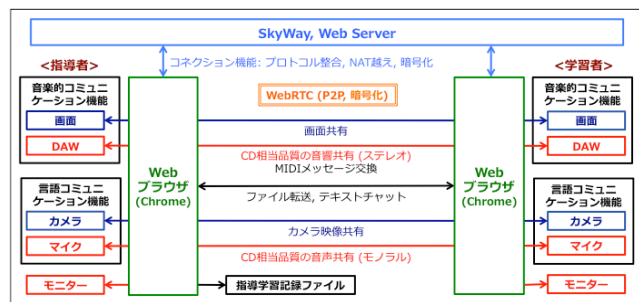 SkyWay, Web Server
コネクション機能: プロトコル整合, NAT越え, 暗号化
<指導者>
<学習者>
WebRTC (P2P, 暗号化)
音楽的コミュニ
ケーション機能
画面
DAW
音楽的コミュニ
ケーション機能
画面
DAW
画面共有
CD相当品質の音響共有 (ステレオ)
MIDIメッセージ交換
Web
ブラウザ
(Chrome)
Web
ブラウザ
(Chrome)
ファイル転送, テキストチャット
言語コミュニ
ケーション機能
カメラ
マイク
言語コミュニ
ケーション機能
カメラ
マイク
カメラ映像共有
CD相当品質の音声共有 (モノラル)
モニター
指導学習記録ファイル
モニター